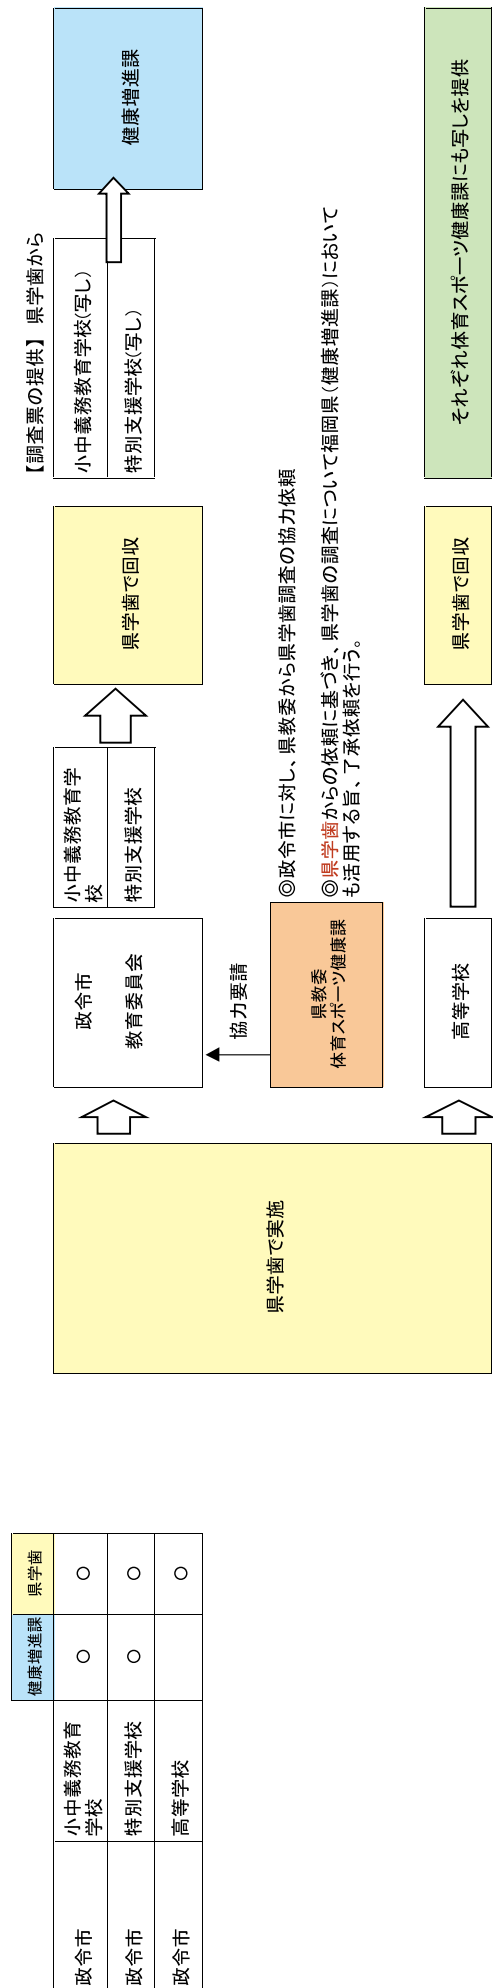 健康増進課
県学歯
政令市
小中義務教育
学校
○
○
政令市
特別支援学校
○
○
政令市
高等学校
○
県学歯で実施
政令市
教育委員会
協力要請
県教委
体育スポーツ健康課
高等学校
小中義務教育学
校
特別支援学校
◎政令市に対し、県教委から県学歯調査の協力依頼
◎県学歯からの依頼に基づき、県学歯の調査について福岡県(健康増進課)において
も活用する旨、了承依頼を行う。
県学歯で回収
県学歯で回収
【調査票の提供】 県学歯から
小中義務教育学校(写し)
特別支援学校(写し)
健康増進課
それぞれ体育スポーツ健康課にも写しを提供